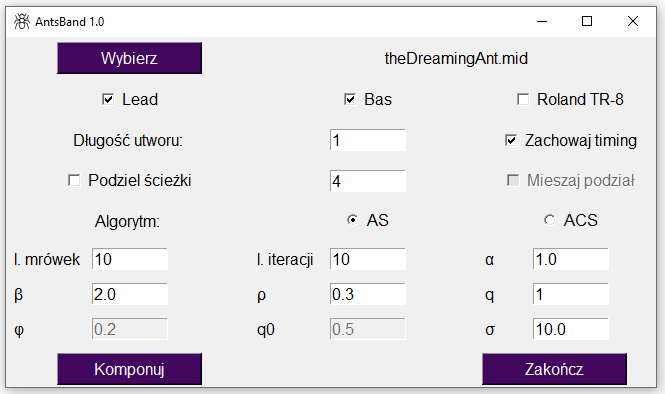 AntsBand 1.0
Wybierz theDreamingAnt.mid
Lead Bas Roland TR-8
Długość utworu: 1 Zachowaj timing
Podziel ścieżki 4 Mieszaj podział
Algorytm: AS ACS
l. mrówek 10 l. iteracji 10 α 1.0
β 2.0 ρ 0.3 q 1
φ 0.2 q0 0.5 σ 10.0
Komponuj Zakończ